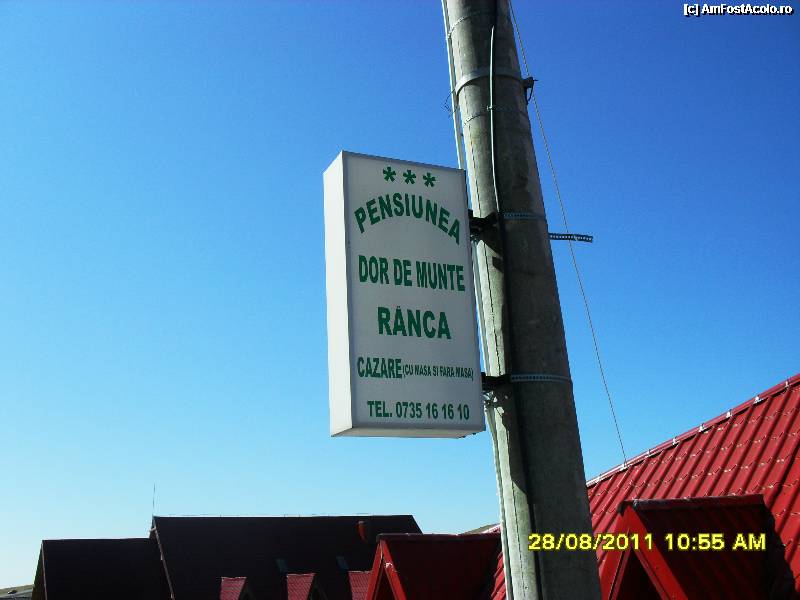 [c] AmFostAcolo.ro
***
PENSIUNEA
DOR DE MUNTE
RÂNCA
CAZARE (CU MASA SI FARA MASA)
TEL. 0735 16 16 10
28/08/2011 10:55 AM